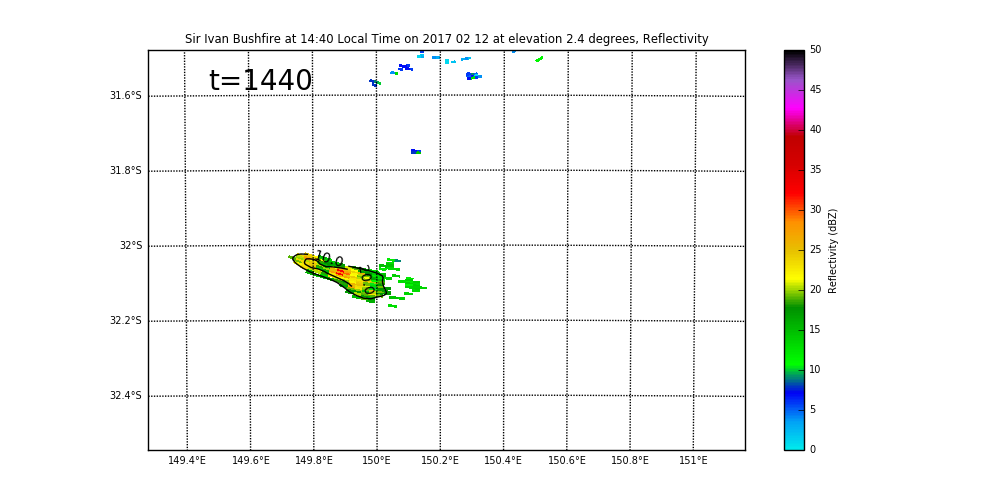 Sir Ivan Bushfire at 14:40 Local Time on 2017 02 12 at elevation 2.4 degrees, Reflectivity
t=1440
31.6°S
31.8°S
32°S
32.2°S
32.4°S
149.4°E 149.6°E 149.8°E 150°E 150.2°E 150.4°E 150.6°E 150.8°E 151°E
10.0
50
45
40
35
30
25
20
15
10
5
0
Reflectivity (dBZ)